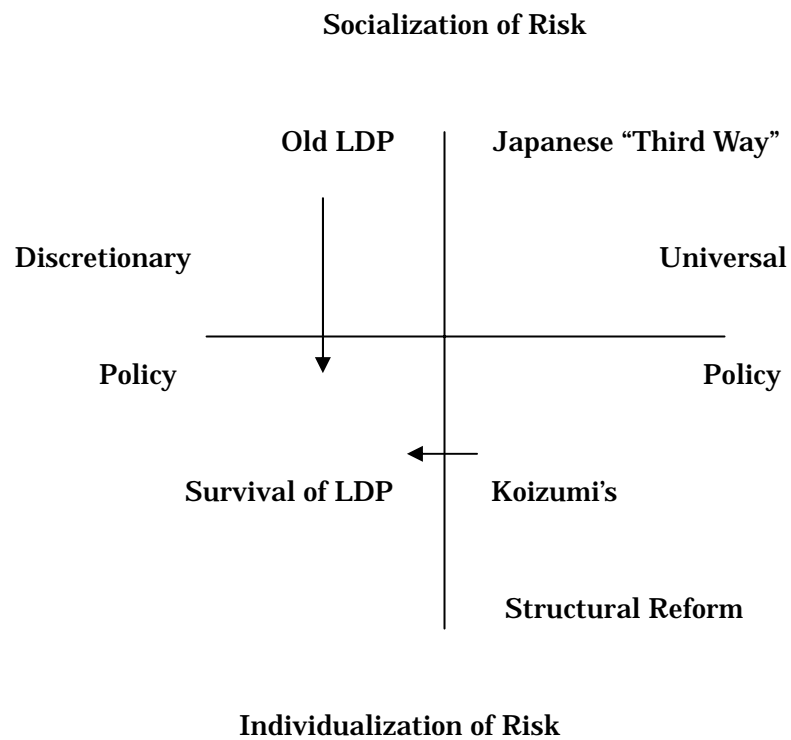 Socialization of Risk
Old LDP
Japanese “Third Way”
Discretionary
Universal
Policy
Policy
Survival of LDP
Koizumi’s
Structural Reform
Individualization of Risk